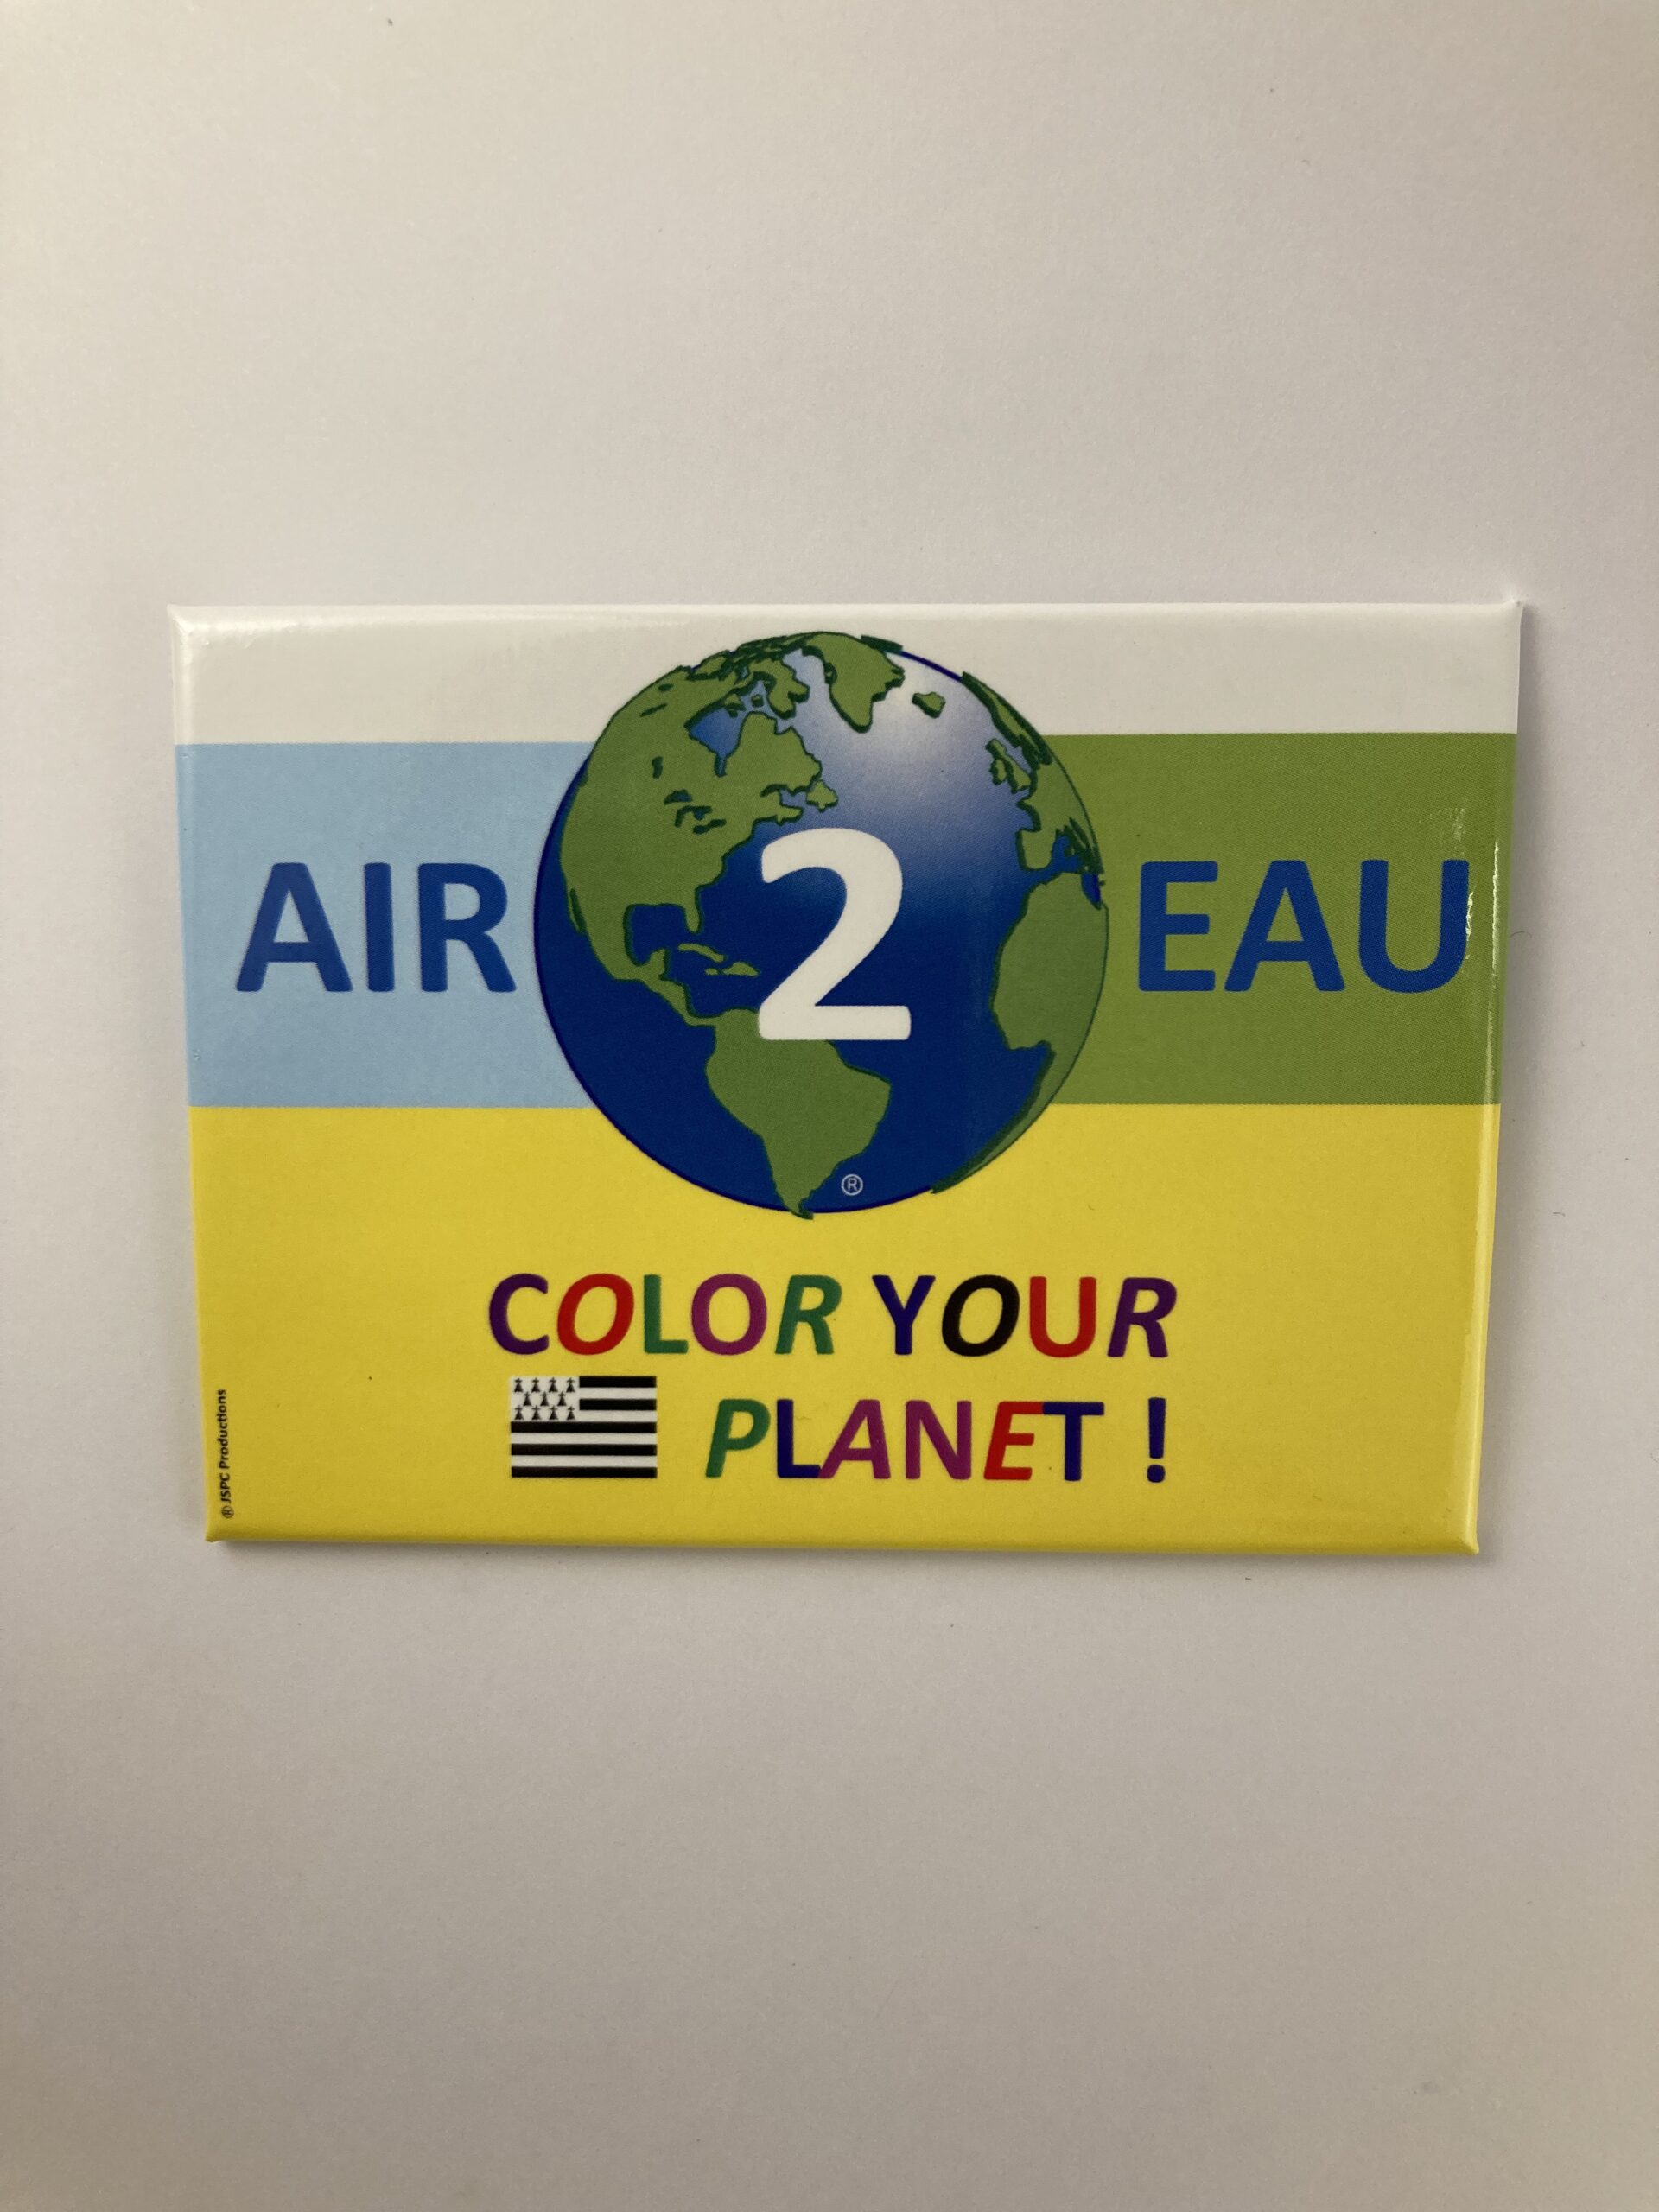 AIR 2 EAU
®
COLOR YOUR
PLANET !
® JSPC Productions